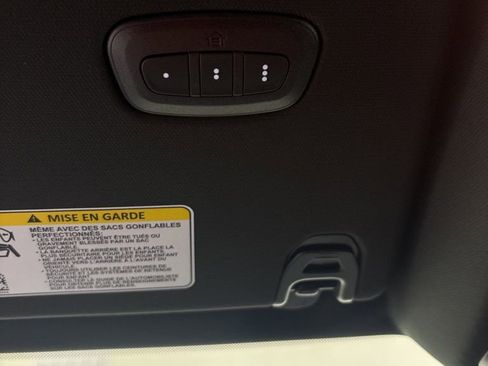 MISE EN GARDE
MÊME AVEC DES SACS GONFLABLES
PERFECTIONNÉS:
• LES ENFANTS PEUVENT ÊTRE TUÉS OU
GRAVEMENT BLESSÉS PAR UN SAC
GONFLABLE.
• LA BANQUETTE ARRIÈRE EST LA PLACE LA
PLUS SÉCURITAIRE POUR LES ENFANTS.
• NE JAMAIS PLACER UN SIÈGE POUR ENFANT
ORIENTÉ VERS L'ARRIÈRE À L'AVANT DU
VÉHICULE.
• TOUJOURS UTILISER LES CEINTURES DE
SÉCURITÉ ET LES SYSTÈMES DE RETENUE
POUR ENFANT.
• CONSULTER LE GUIDE DE L'AUTOMOBILISTE
POUR OBTENIR PLUS DE RENSEIGNEMENTS
SUR LES SACS GONFLABLES.